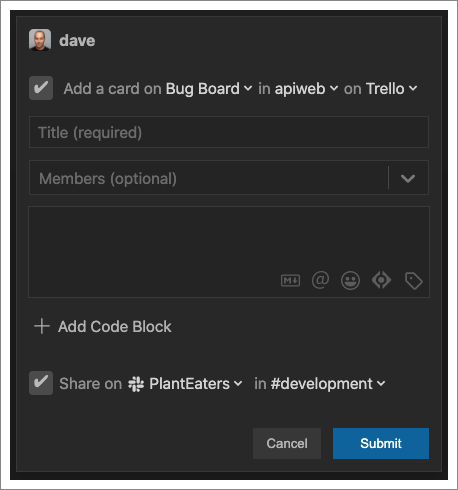 dave
Add a card on Bug Board in apiweb on Trello
Title (required)
Members (optional)
M↓ @
Add Code Block
Share on PlantEaters in #development
Cancel Submit